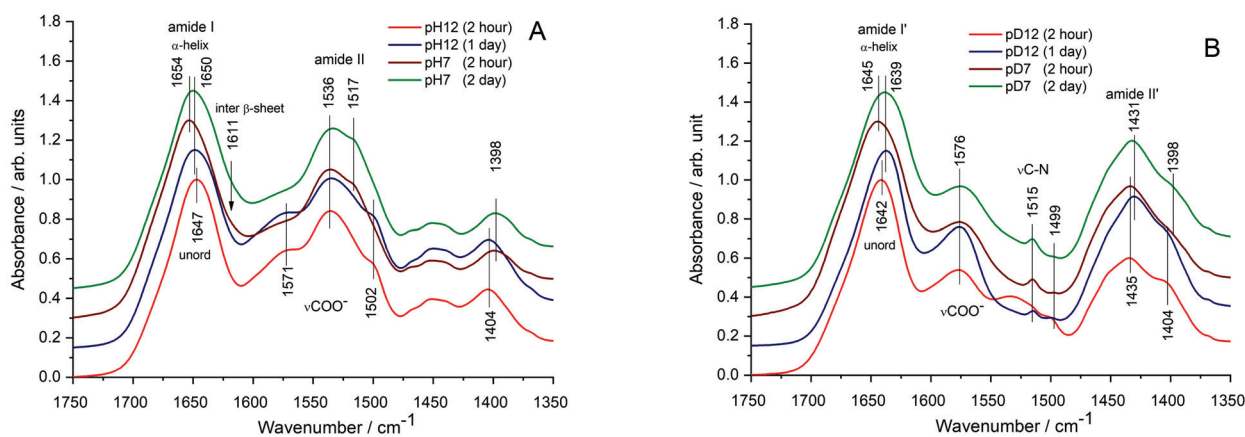 A
amide I
α-helix
1654
1650
inter β-sheet
1611
1647
unord
amide II
1536
1517
1571
νCOO⁻
1502
1398
1404
pH12 (2 hour)
pH12 (1 day)
pH7 (2 hour)
pH7 (2 day)
Absorbance / arb. units
1.8
1.6
1.4
1.2
1.0
0.8
0.6
0.4
0.2
0.0
1750 1700 1650 1600 1550 1500 1450 1400 1350
Wavenumber / cm⁻¹
B
amide I'
α-helix
1645
1639
1642
unord
1576
νCOO⁻
νC-N
1515
1499
amide II'
1431
1398
1435
1404
pD12 (2 hour)
pD12 (1 day)
pD7 (2 hour)
pD7 (2 day)
Absorbance / arb. unit
1.8
1.6
1.4
1.2
1.0
0.8
0.6
0.4
0.2
0.0
1750 1700 1650 1600 1550 1500 1450 1400 1350
Wavenumber / cm⁻¹